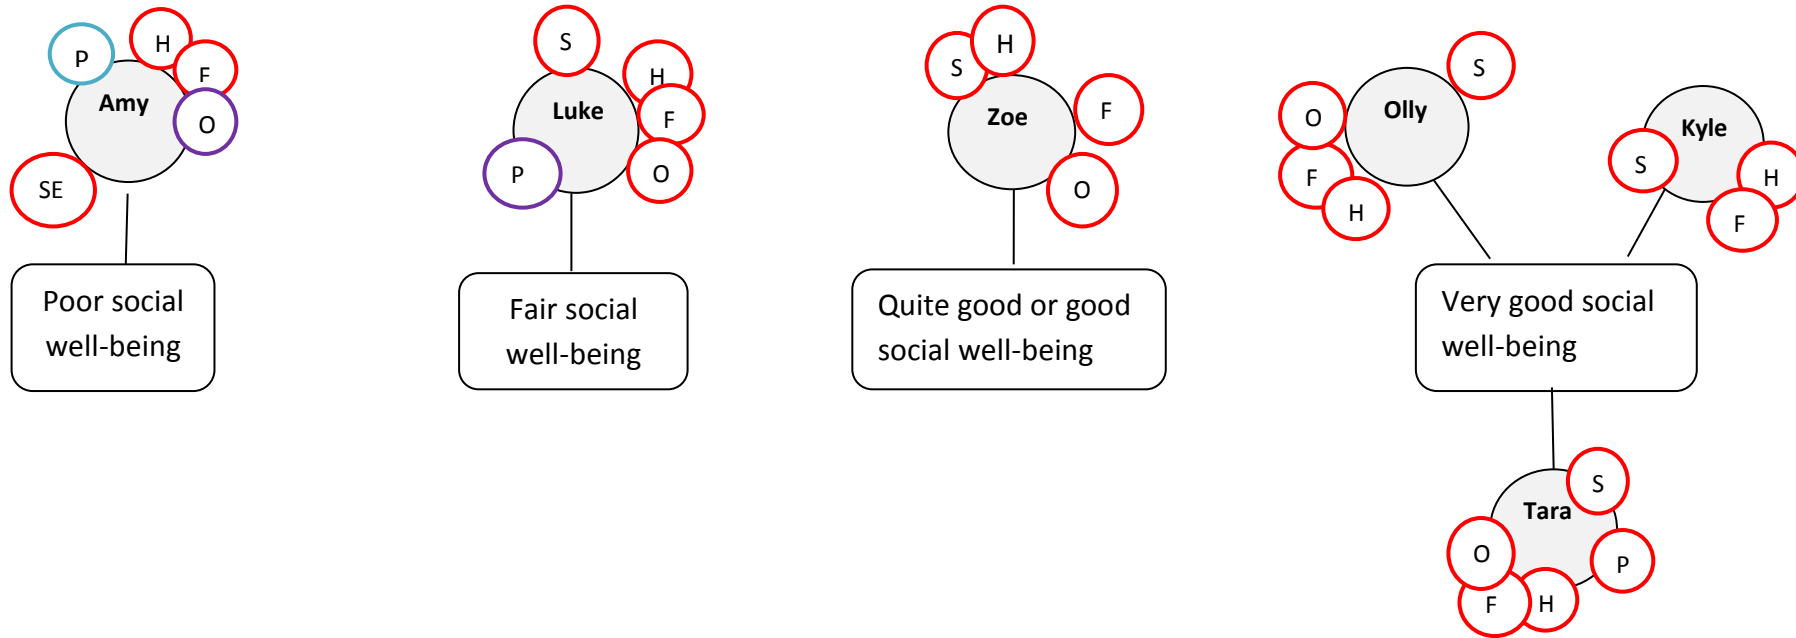 P
H
F
O
Amy
SE
Poor social
well-being
S
H
F
O
Luke
P
Fair social
well-being
S
H
F
O
Zoe
Quite good or good
social well-being
S
O
F
H
Olly
S
H
F
Kyle
Very good social
well-being
S
Tara
O
P
F
H